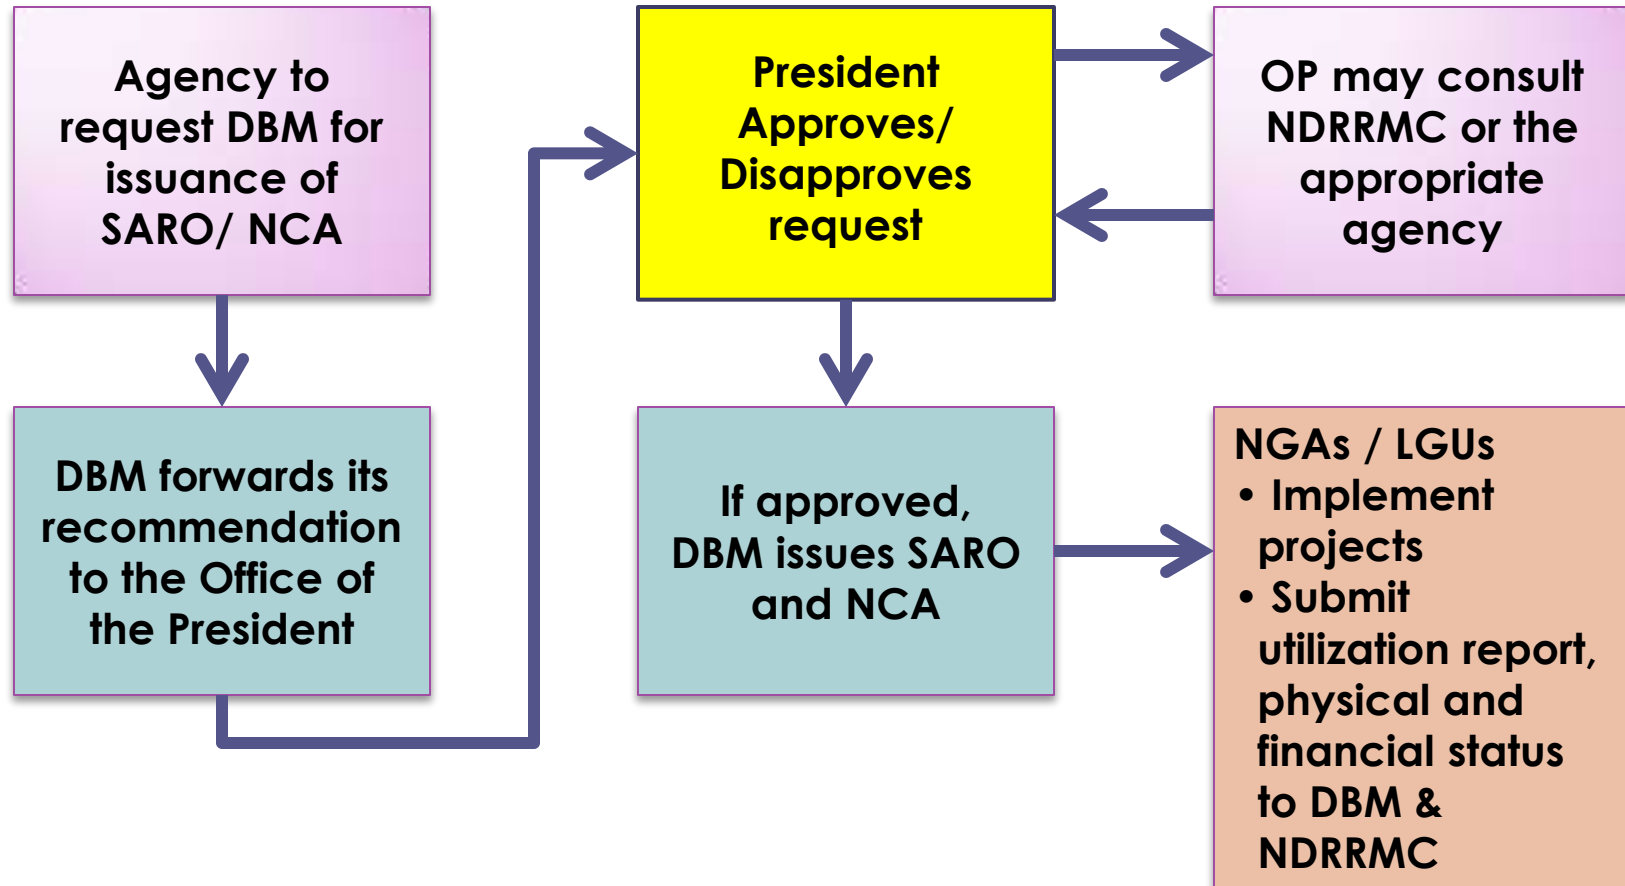 Agency to
request DBM for
issuance of
SARO/ NCA
DBM forwards its
recommendation
to the Office of
the President
President
Approves/
Disapproves
request
OP may consult
NDRRMC or the
appropriate
agency
If approved,
DBM issues SARO
and NCA
NGAs / LGUs
• Implement
projects
• Submit
utilization report,
physical and
financial status
to DBM &
NDRRMC